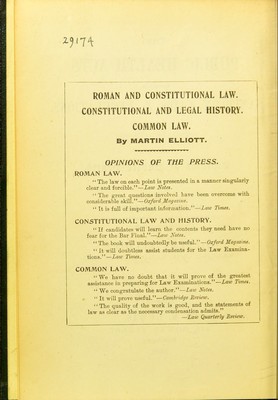 29174
ROMAN AND CONSTITUTIONAL LAW.
CONSTITUTIONAL AND LEGAL HISTORY.
COMMON LAW.
By MARTIN ELLIOTT.
OPINIONS OF THE PRESS.
ROMAN LAW.
"The law on each point is presented in a manner singularly
clear and forcible."—Law Notes.
"The great questions involved have been overcome with
considerable skill."—Oxford Magazine.
"It is full of important information."—Law Times.
CONSTITUTIONAL LAW AND HISTORY.
"If candidates will learn the contents they need have no
fear for the Bar Final."—Law Notes.
"The book will undoubtedly be useful."—Oxford Magazine.
"It will doubtless assist students for the Law Examina-
tions."—Law Times.
COMMON LAW.
"We have no doubt that it will prove of the greatest
assistance in preparing for Law Examinations."—Law Times.
"We congratulate the author."—Law Notes.
"It will prove useful."—Cambridge Review.
"The quality of the work is good, and the statements of
law as clear as the necessary condensation admits."
—Law Quarterly Review.